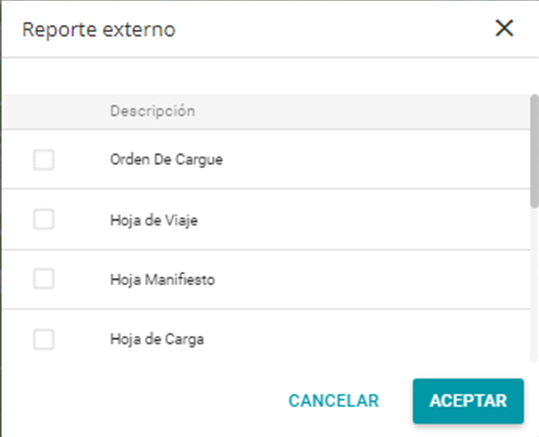 Reporte externo
Descripción
Orden De Cargue
Hoja de Viaje
Hoja Manifiesto
Hoja de Carga
CANCELAR
ACEPTAR